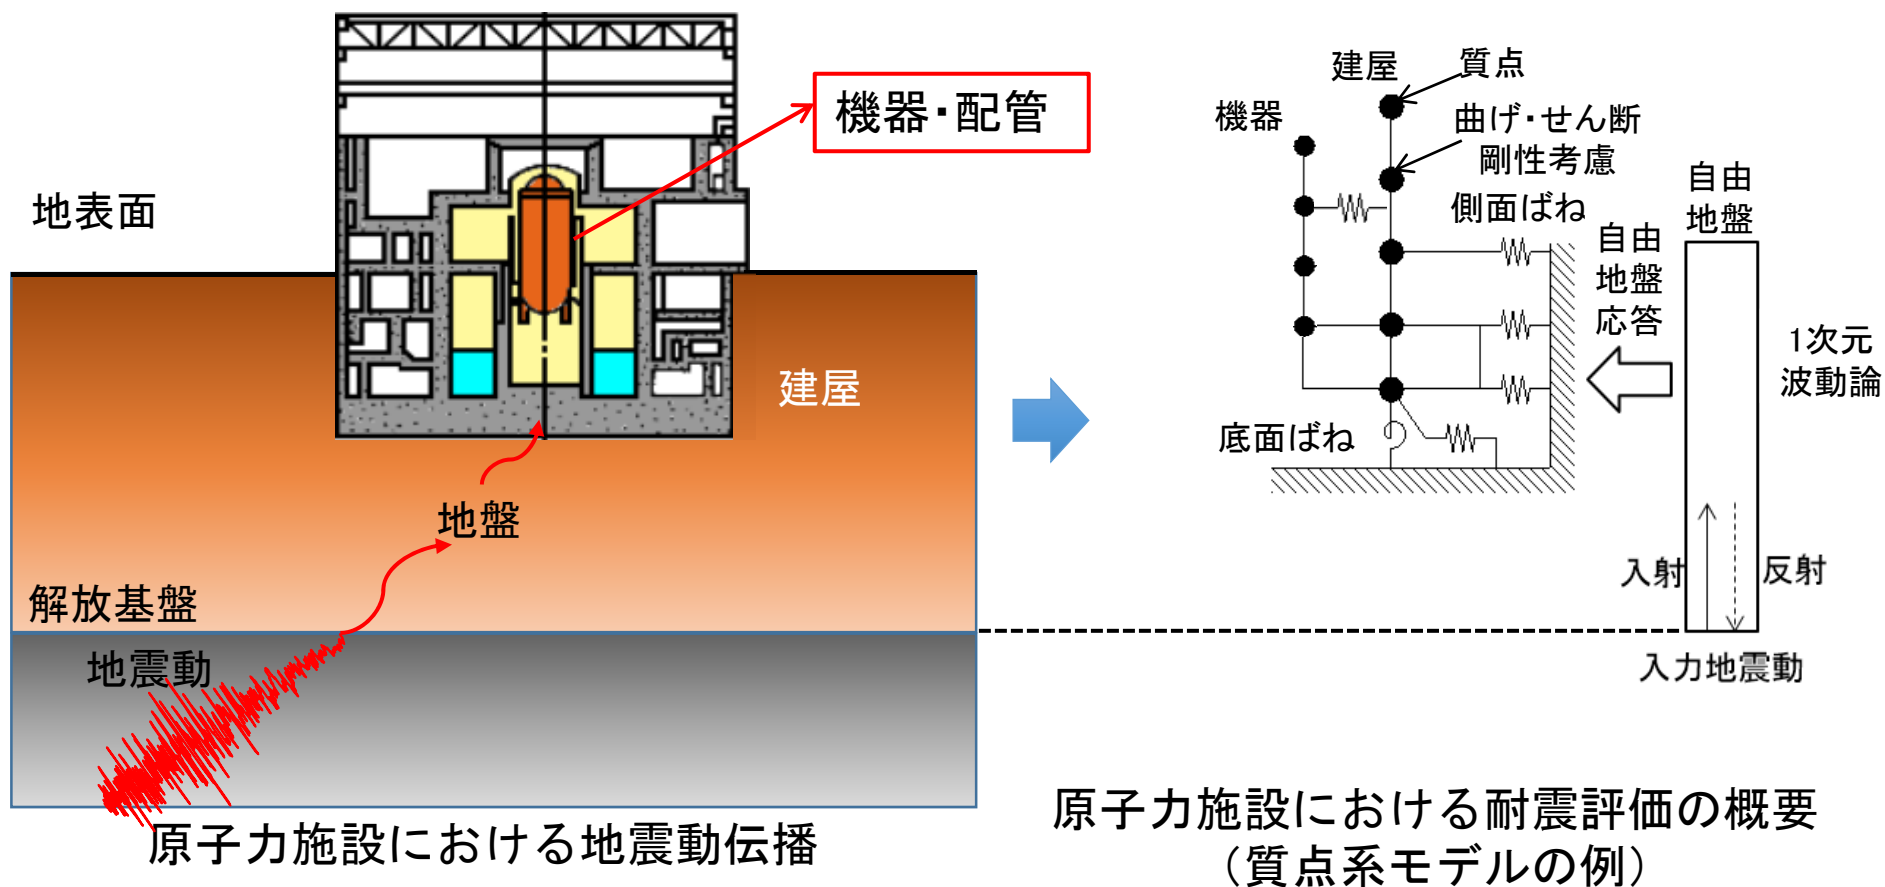 機器・配管
地表面
建屋
地盤
解放基盤
地震動
原子力施設における地震動伝播
建屋
質点
機器
曲げ・せん断
剛性考慮
側面ばね
自由
地盤
応答
自由
地盤
1次元
波動論
底面ばね
入射
反射
入力地震動
原子力施設における耐震評価の概要
（質点系モデルの例）